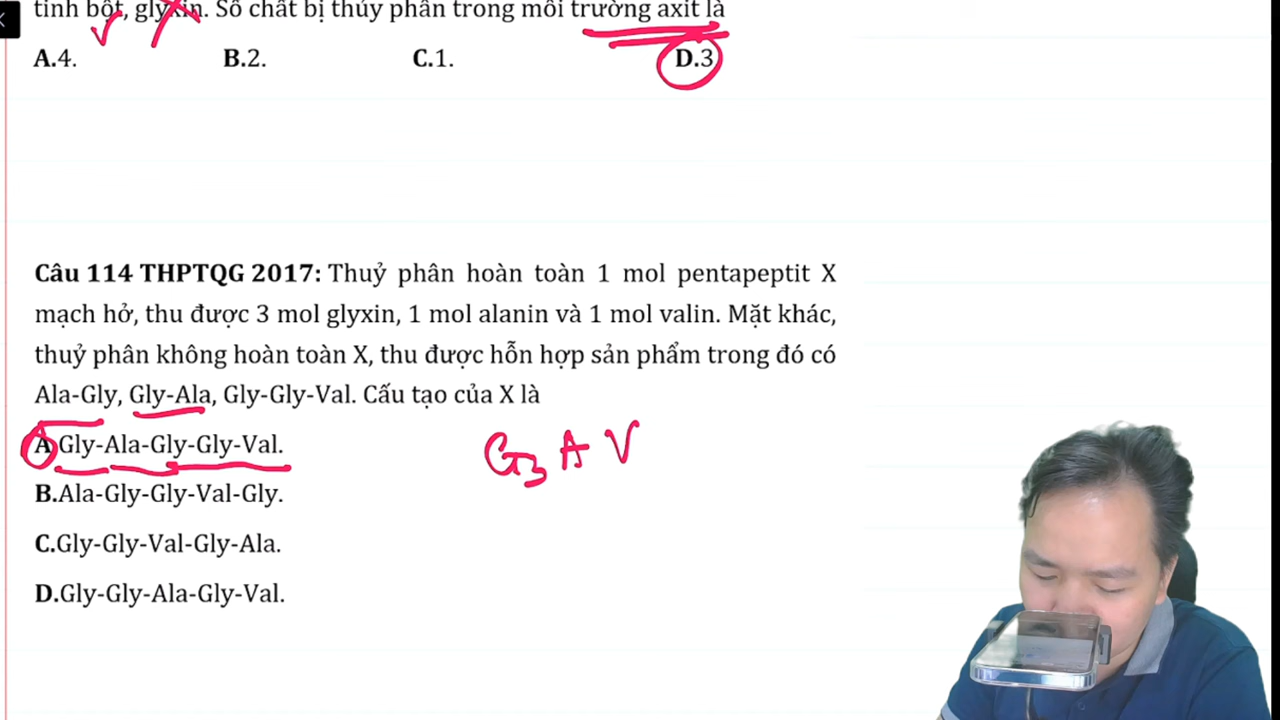 tinh bột, glyxin. Số chất bị thủy phân trong môi trường axit là
A.4. B.2. C.1. D.3
Câu 114 THPTQG 2017: Thuỷ phân hoàn toàn 1 mol pentapeptit X
mạch hở, thu được 3 mol glyxin, 1 mol alanin và 1 mol valin. Mặt khác,
thuỷ phân không hoàn toàn X, thu được hỗn hợp sản phẩm trong đó có
Ala-Gly, Gly-Ala, Gly-Gly-Val. Cấu tạo của X là
A.Gly-Ala-Gly-Gly-Val.
G3 A V
B.Ala-Gly-Gly-Val-Gly.
C.Gly-Gly-Val-Gly-Ala.
D.Gly-Gly-Ala-Gly-Val.